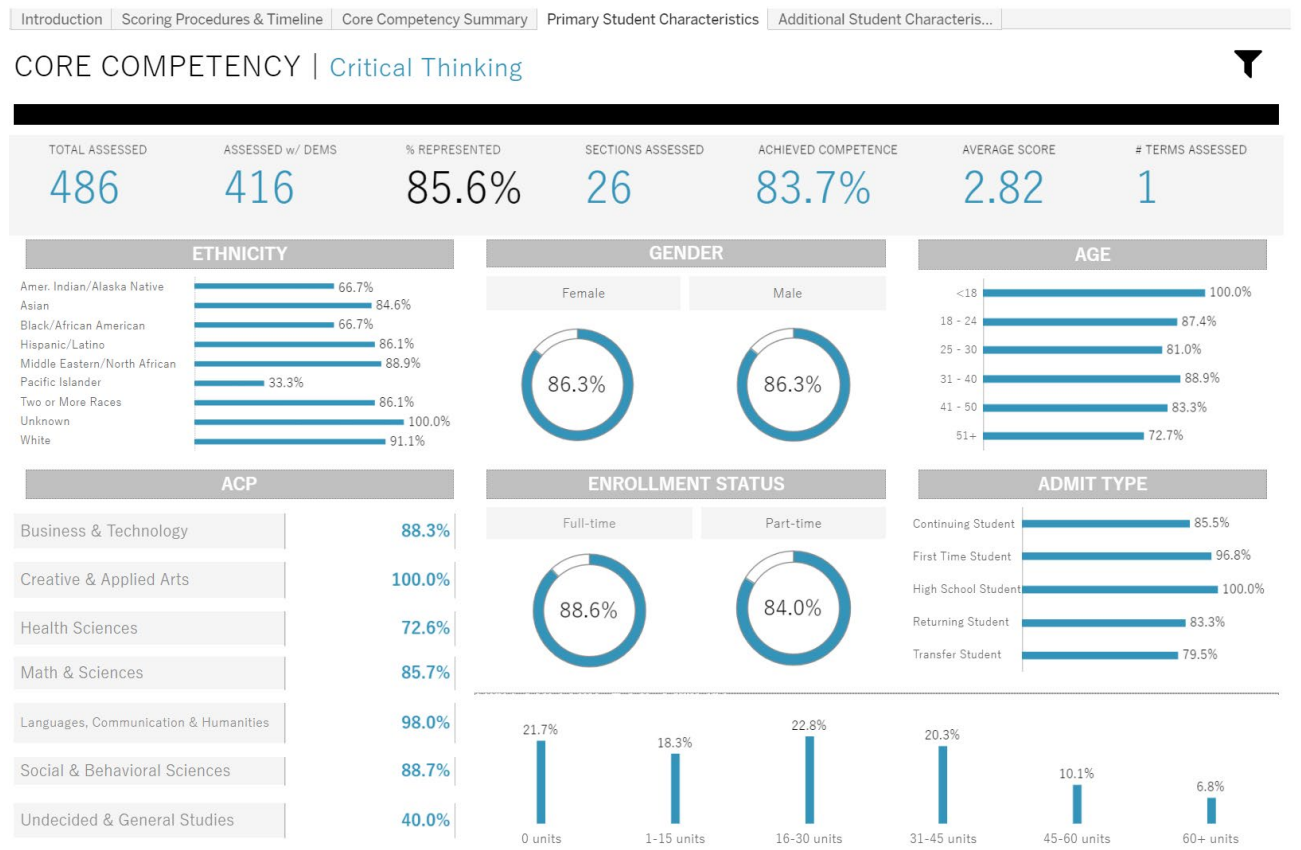 Introduction
Scoring Procedures & Timeline
Core Competency Summary
Primary Student Characteristics
Additional Student Characteris...
CORE COMPETENCY | Critical Thinking
TOTAL ASSESSED
486
ASSESSED w/ DEMS
416
% REPRESENTED
85.6%
SECTIONS ASSESSED
26
ACHIEVED COMPETENCE
83.7%
AVERAGE SCORE
2.82
# TERMS ASSESSED
1
ETHNICITY
Amer. Indian/Alaska Native 66.7%
Asian 84.6%
Black/African American 66.7%
Hispanic/Latino 86.1%
Middle Eastern/North African 88.9%
Pacific Islander 33.3%
Two or More Races 86.1%
Unknown 100.0%
White 91.1%
GENDER
Female
86.3%
Male
86.3%
AGE
<18 100.0%
18 - 24 87.4%
25 - 30 81.0%
31 - 40 88.9%
41 - 50 83.3%
51+ 72.7%
ACP
Business & Technology 88.3%
Creative & Applied Arts 100.0%
Health Sciences 72.6%
Math & Sciences 85.7%
Languages, Communication & Humanities 98.0%
Social & Behavioral Sciences 88.7%
Undecided & General Studies 40.0%
ENROLLMENT STATUS
Full-time
88.6%
Part-time
84.0%
ADMIT TYPE
Continuing Student 85.5%
First Time Student 96.8%
High School Student 100.0%
Returning Student 83.3%
Transfer Student 79.5%
21.7%
0 units
18.3%
1-15 units
22.8%
16-30 units
20.3%
31-45 units
10.1%
45-60 units
6.8%
60+ units